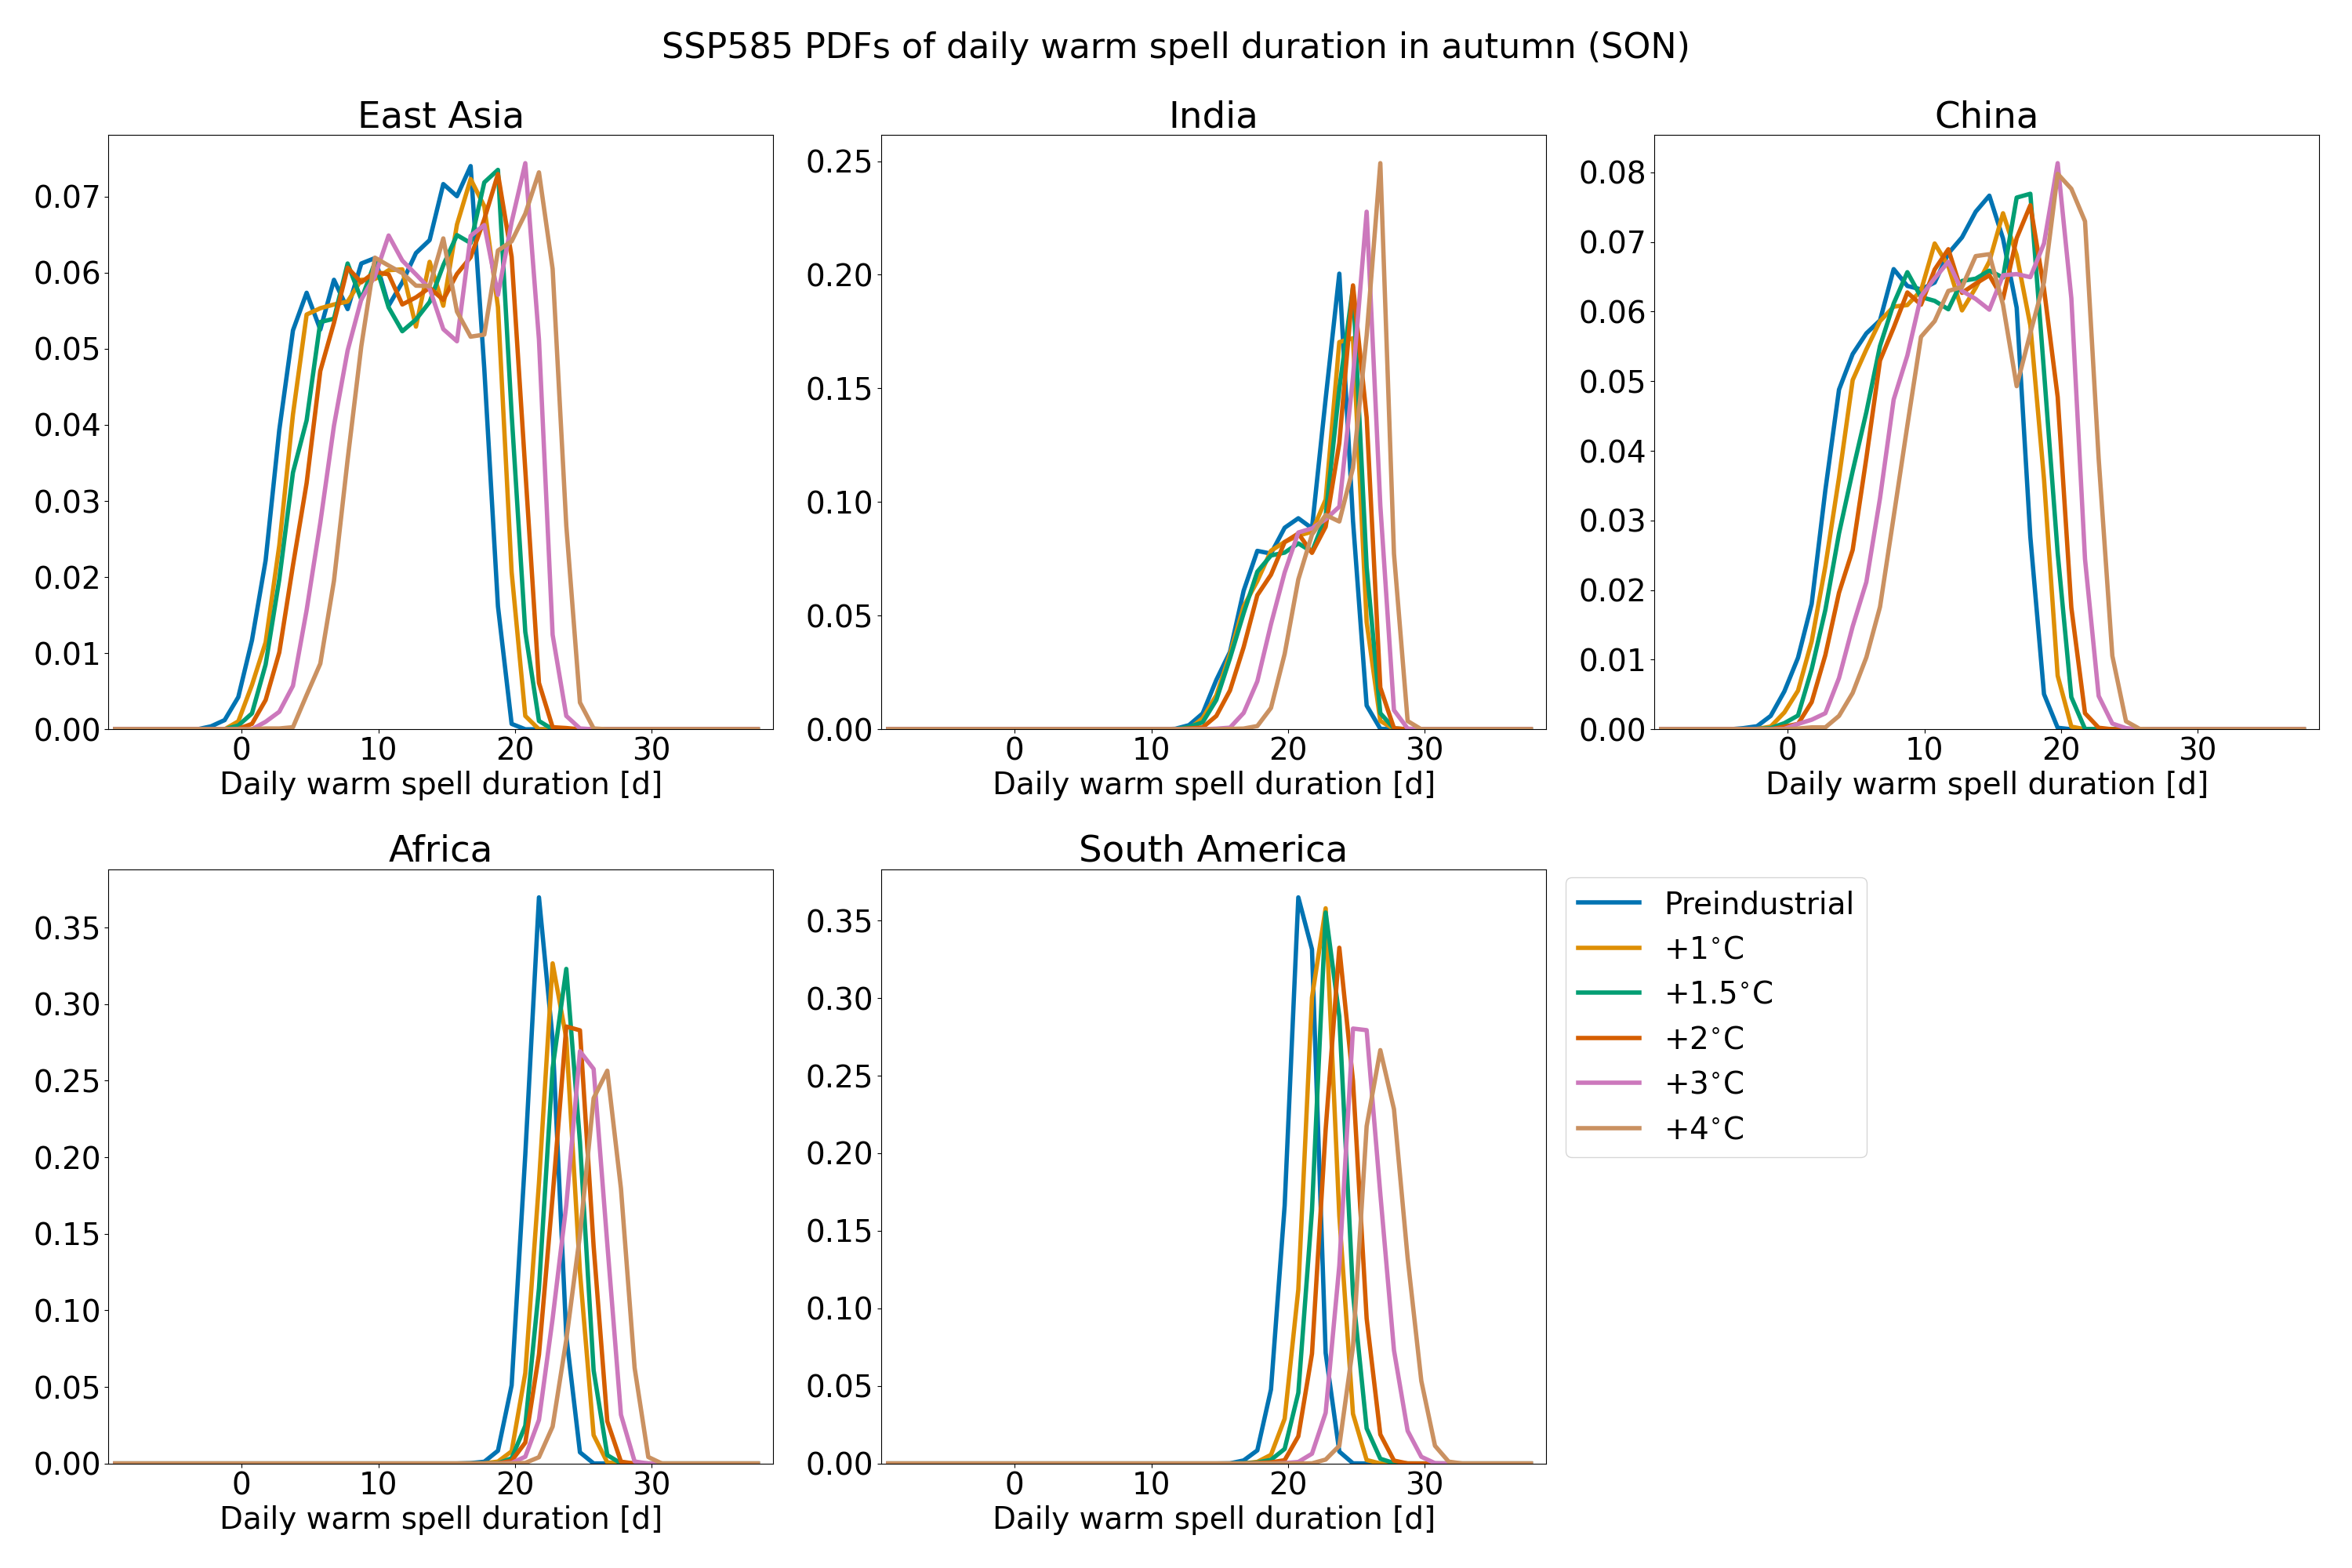 SSP585 PDFs of daily warm spell duration in autumn (SON)
East Asia
0.07
0.06
0.05
0.04
0.03
0.02
0.01
0.00
0 10 20 30
Daily warm spell duration [d]
India
0.25
0.20
0.15
0.10
0.05
0.00
0 10 20 30
Daily warm spell duration [d]
China
0.08
0.07
0.06
0.05
0.04
0.03
0.02
0.01
0.00
0 10 20 30
Daily warm spell duration [d]
Africa
0.35
0.30
0.25
0.20
0.15
0.10
0.05
0.00
0 10 20 30
Daily warm spell duration [d]
South America
0.35
0.30
0.25
0.20
0.15
0.10
0.05
0.00
0 10 20 30
Daily warm spell duration [d]
Preindustrial
+1°C
+1.5°C
+2°C
+3°C
+4°C